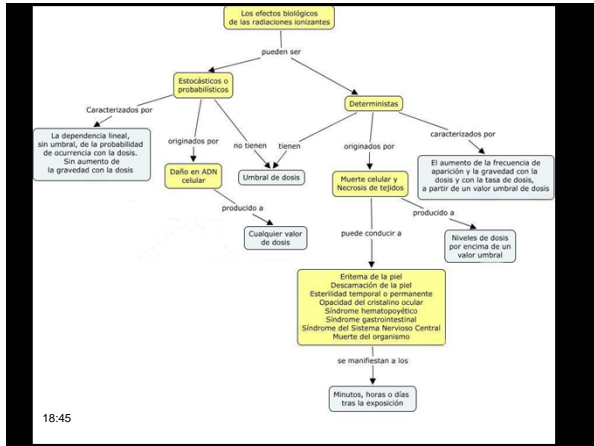 Los efectos biológicos
de las radiaciones ionizantes
pueden ser
Estocásticos o
probabilísticos
Deterministas
Caracterizados por
originados por
no tienen
tienen
originados por
caracterizados por
La dependencia lineal,
sin umbral, de la probabilidad
de ocurrencia con la dosis.
Sin aumento de
la gravedad con la dosis
Daño en ADN
celular
Umbral de dosis
Muerte celular y
Necrosis de tejidos
El aumento de la frecuencia de
aparición y la gravedad con la
dosis y con la tasa de dosis,
a partir de un valor umbral de dosis
producido a
producido a
Cualquier valor
de dosis
puede conducir a
Niveles de dosis
por encima de un
valor umbral
Eritema de la piel
Descamación de la piel
Esterilidad temporal o permanente
Opacidad del cristalino ocular
Síndrome hematopoyético
Síndrome gastrointestinal
Síndrome del Sistema Nervioso Central
Muerte del organismo
se manifiestan a los
Minutos, horas o días
tras la exposición
18:45